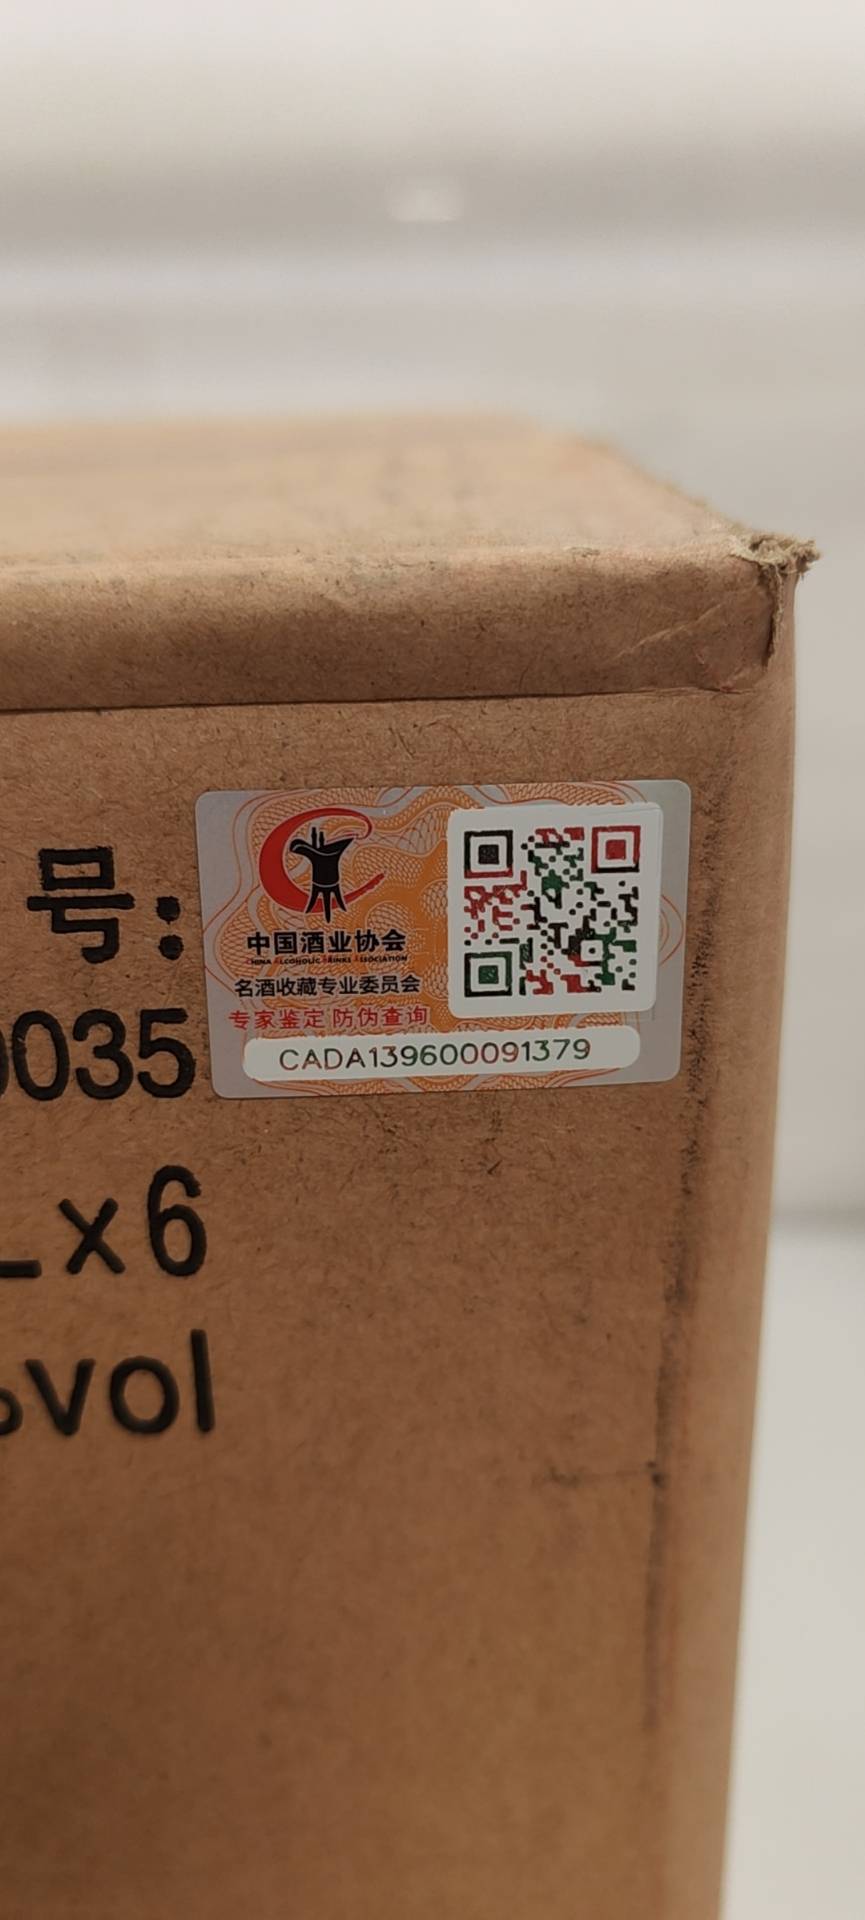 号:
0035
x6
vol
中国酒业协会
CHINA ALCOHOLIC DRINKS ASSOCIATION
名酒收藏专业委员会
专家鉴定 防伪查询
CADA139600091379